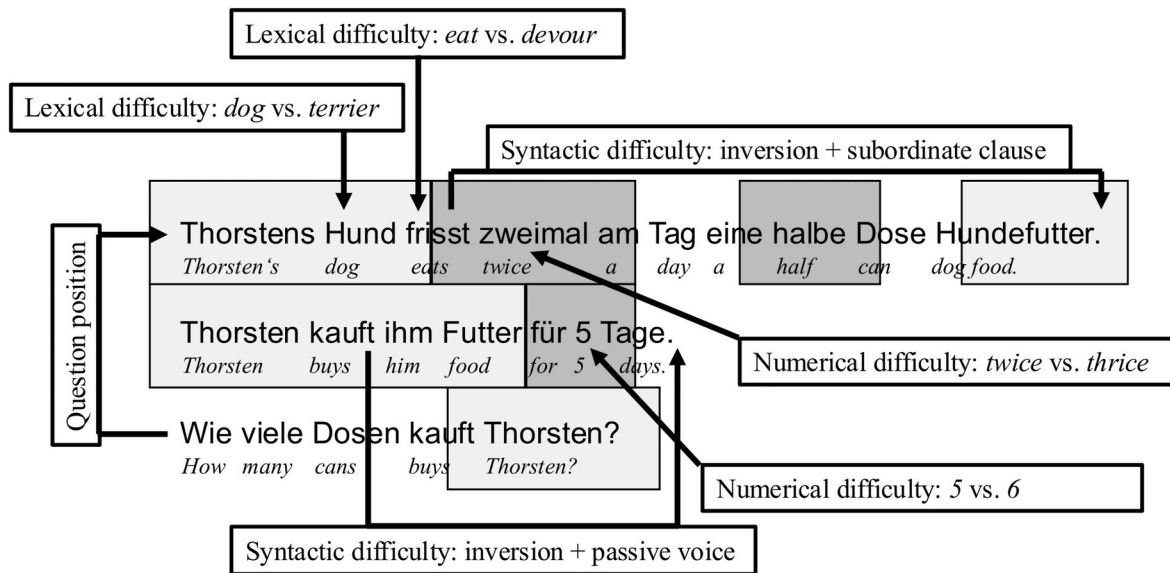 Lexical difficulty: eat vs. devour
Lexical difficulty: dog vs. terrier
Syntactic difficulty: inversion + subordinate clause
Question position
Thorstens Hund frisst zweimal am Tag eine halbe Dose Hundefutter.
Thorsten‘s dog eats twice a day a half can dog food.
Thorsten kauft ihm Futter für 5 Tage.
Thorsten buys him food for 5 days.
Numerical difficulty: twice vs. thrice
Wie viele Dosen kauft Thorsten?
How many cans buys Thorsten?
Numerical difficulty: 5 vs. 6
Syntactic difficulty: inversion + passive voice